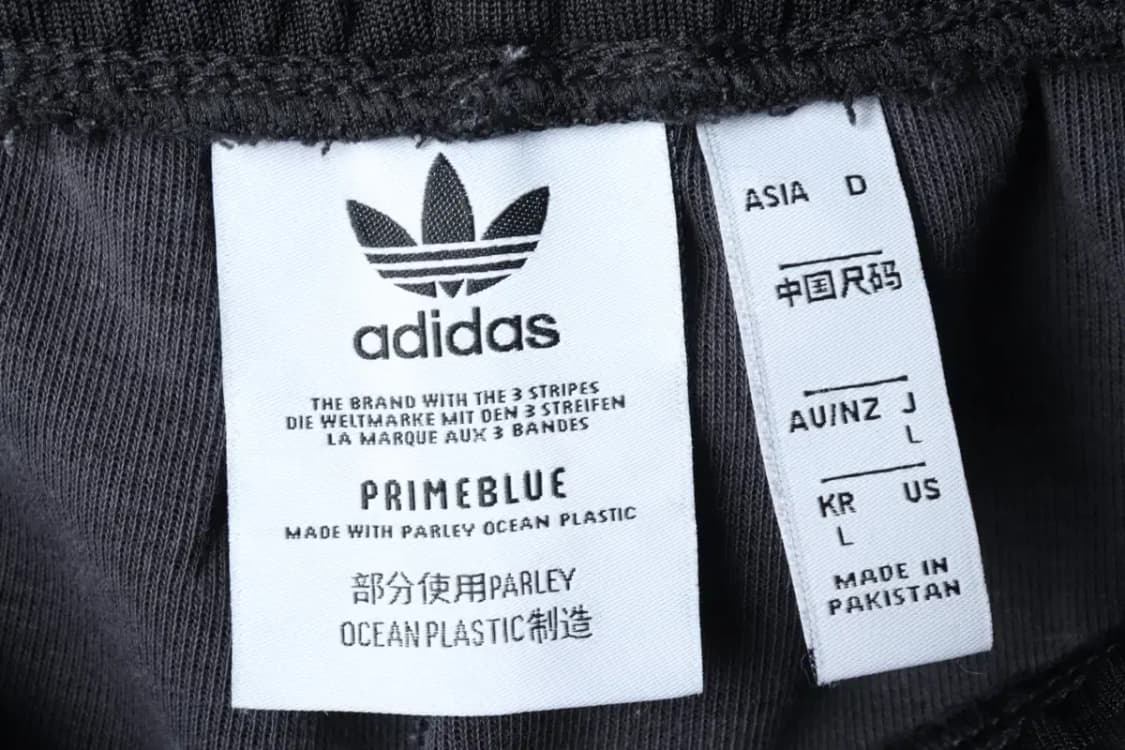 adidas
THE BRAND WITH THE 3 STRIPES
DIE WELTMARKE MIT DEN 3 STREIFEN
LA MARQUE AUX 3 BANDES
PRIMEBLUE
MADE WITH PARLEY OCEAN PLASTIC
部分使用PARLEY
OCEAN PLASTIC制造
ASIA D
中国尺码
AU/NZ J
L
KR US
L
MADE IN
PAKISTAN